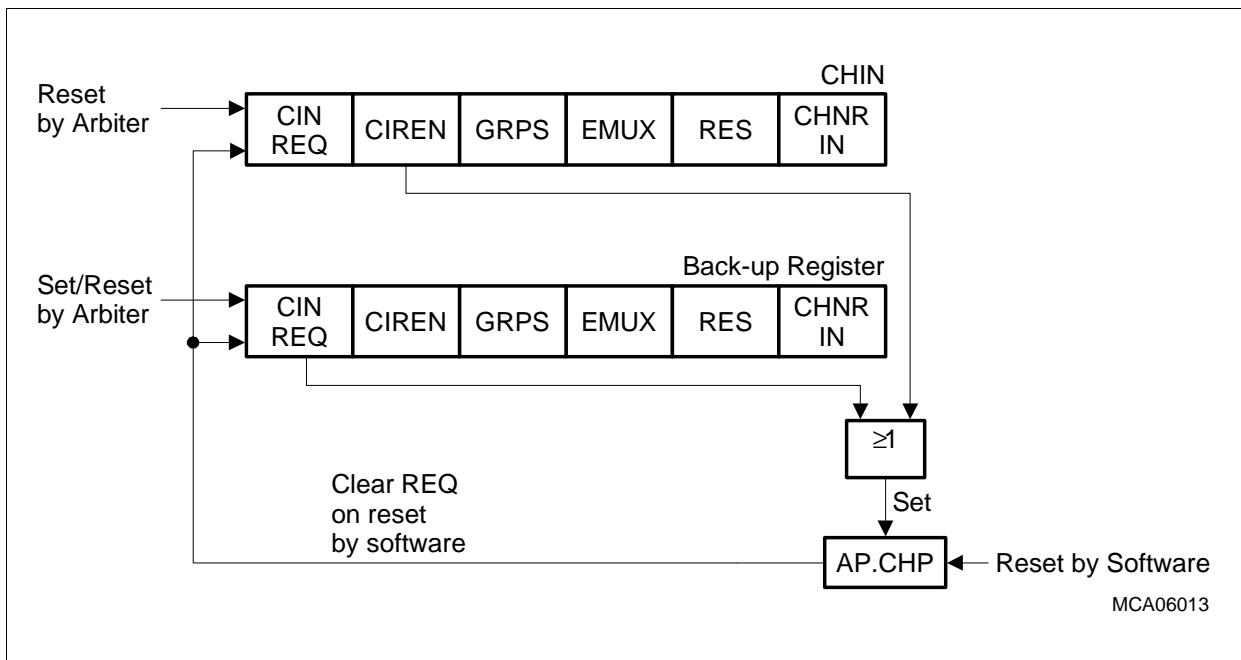 CHIN
Reset
by Arbiter
CIN
REQ
CIREN
GRPS
EMUX
RES
CHNR
IN
Back-up Register
Set/Reset
by Arbiter
CIN
REQ
CIREN
GRPS
EMUX
RES
CHNR
IN
≥1
Set
Clear REQ
on reset
by software
AP.CHP
Reset by Software
MCA06013